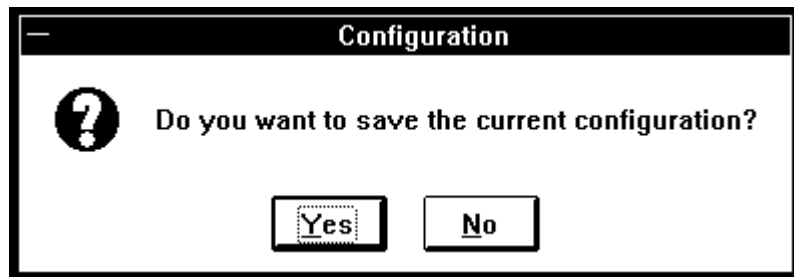 Configuration
Do you want to save the current configuration?
Yes No